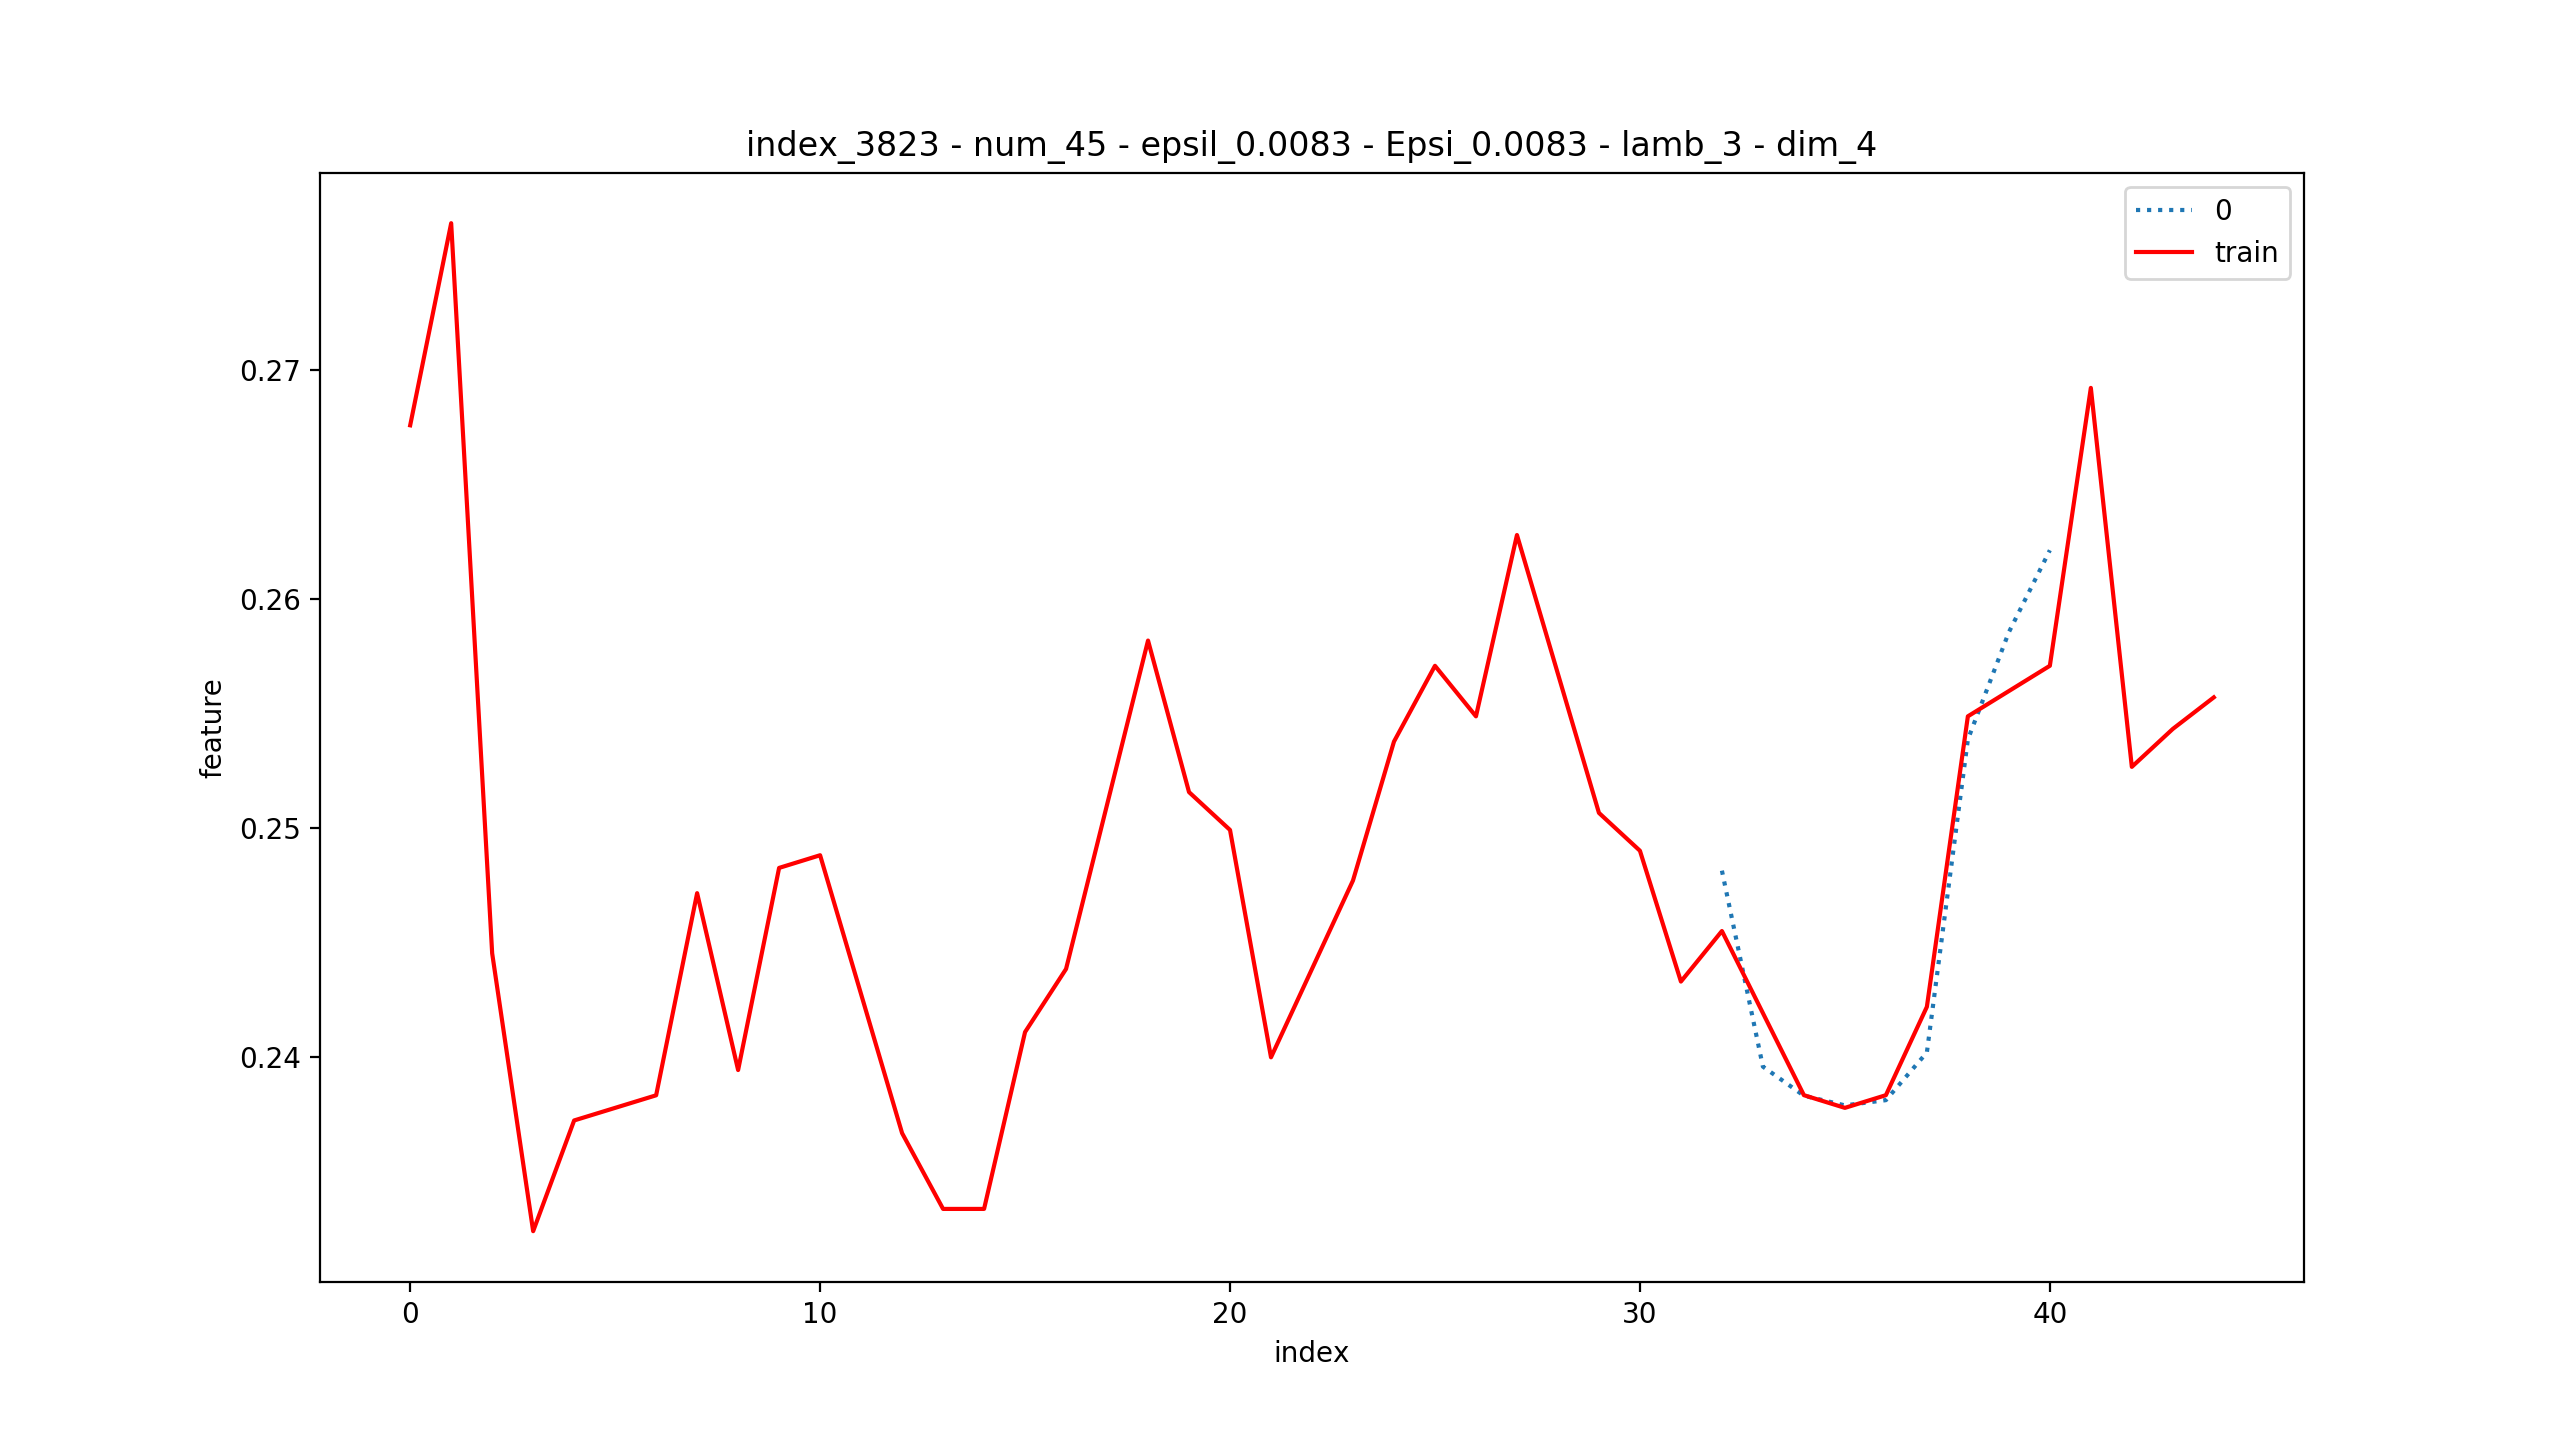 index_3823 - num_45 - epsil_0.0083 - Epsi_0.0083 - lamb_3 - dim_4
0
train
0.27
0.26
0.25
0.24
feature
0 10 20 30 40
index